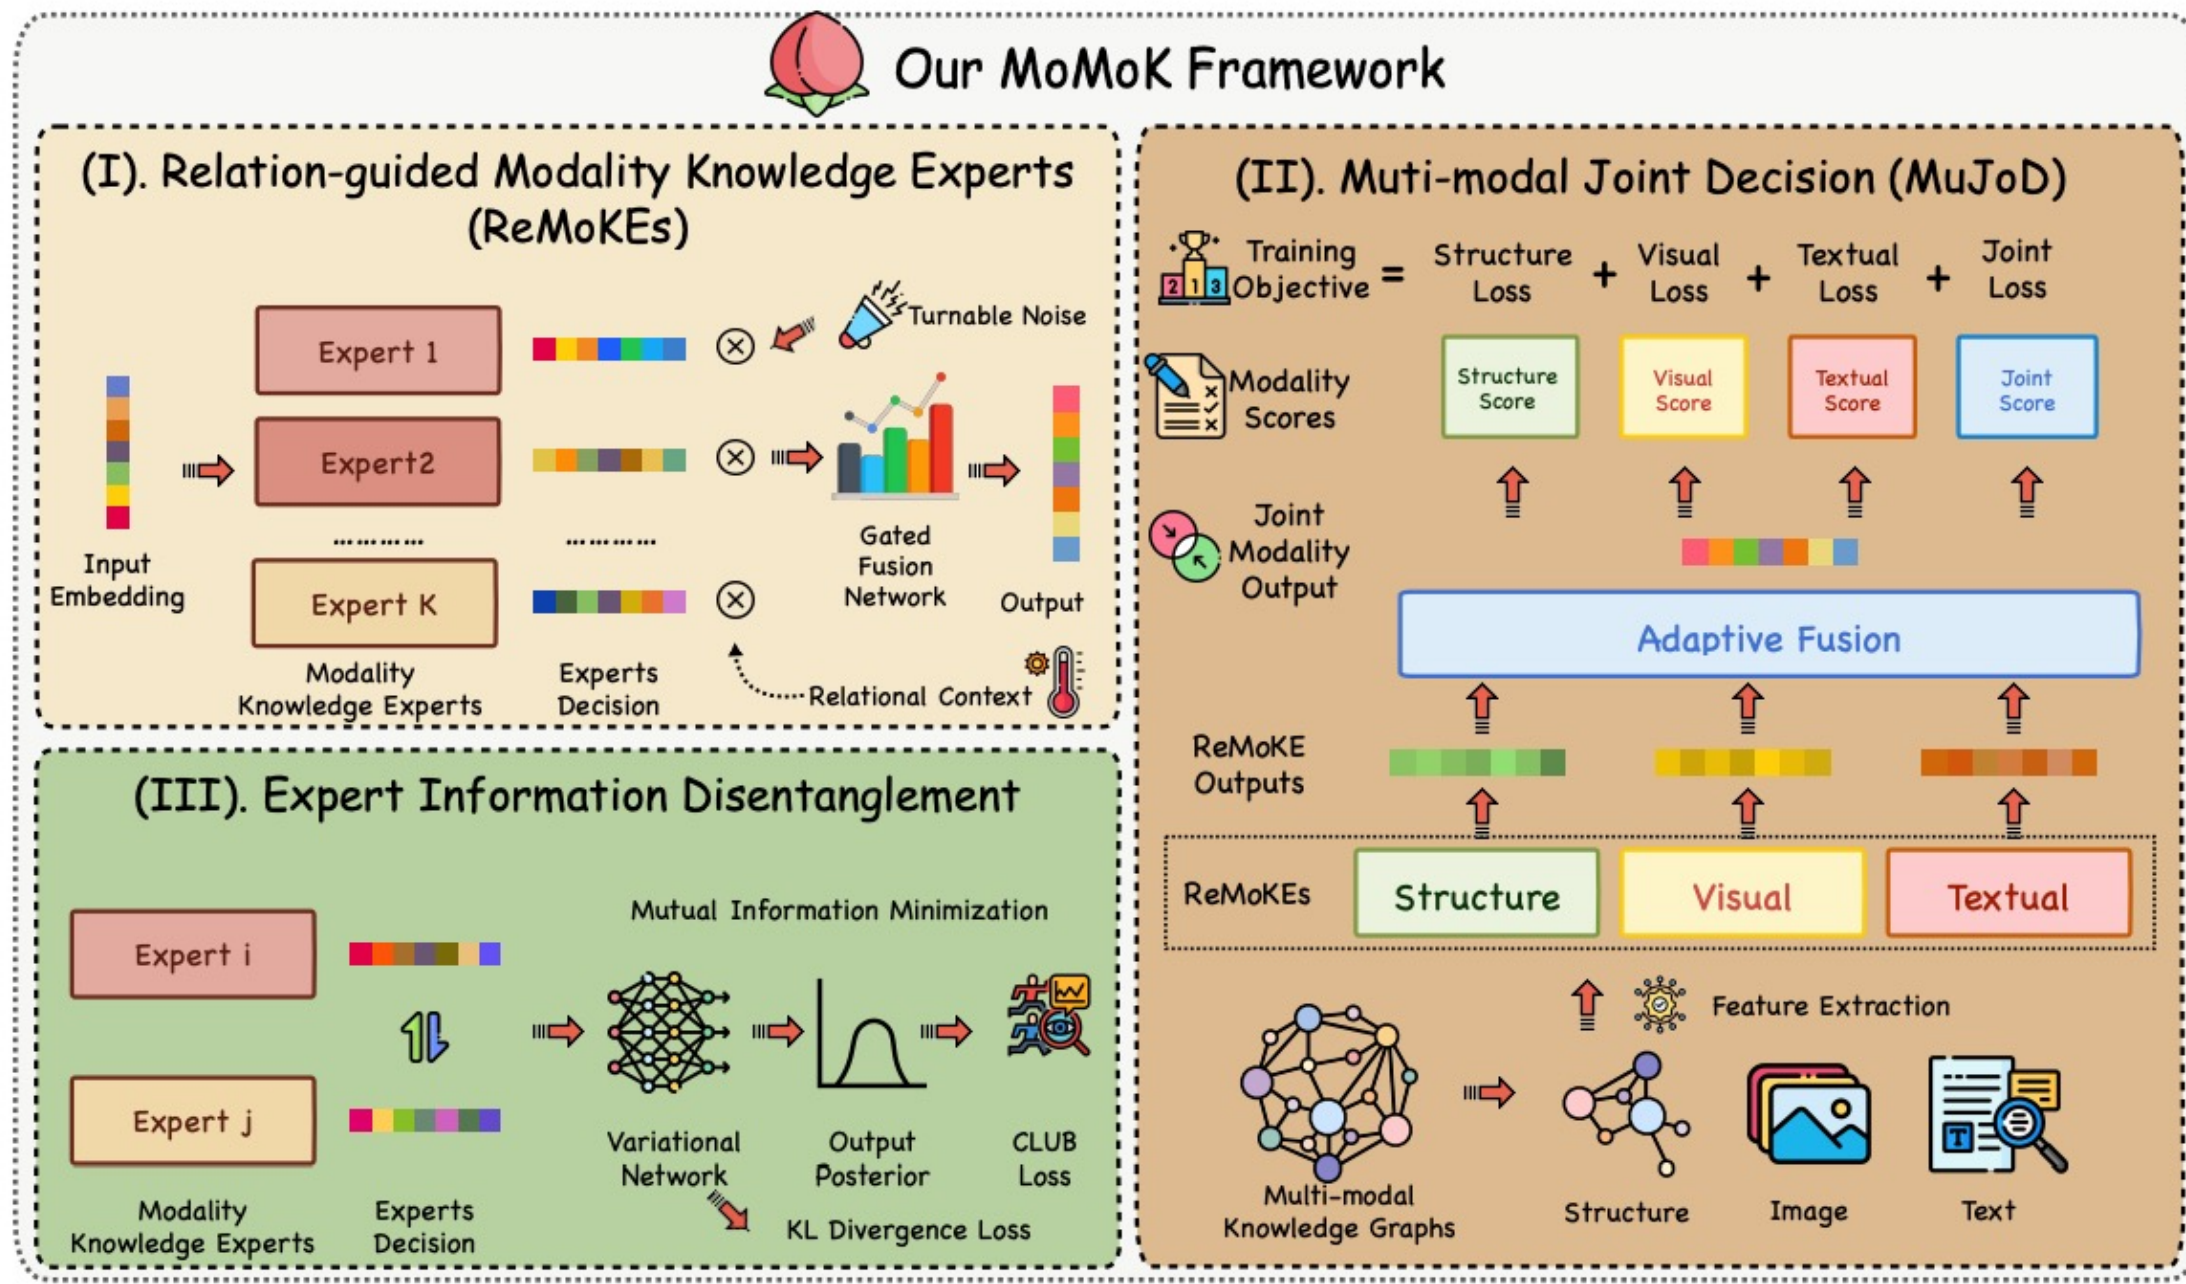 Our MoMoK Framework
(I). Relation-guided Modality Knowledge Experts
(ReMoKEs)
Expert 1
Turnable Noise
Expert2
…………
…………
Expert K
Input
Embedding
Gated
Fusion
Network
Output
Modality
Knowledge Experts
Experts
Decision
Relational Context
(II). Muti-modal Joint Decision (MuJoD)
Training
Objective
=
Structure
Loss
+
Visual
Loss
+
Textual
Loss
+
Joint
Loss
2 1 3
Modality
Scores
Structure
Score
Visual
Score
Textual
Score
Joint
Score
Joint
Modality
Output
Adaptive Fusion
ReMoKE
Outputs
ReMoKEs
Structure
Visual
Textual
Feature Extraction
Multi-modal
Knowledge Graphs
Structure
Image
T
Text
(III). Expert Information Disentanglement
Mutual Information Minimization
Expert i
Expert j
Modality
Knowledge Experts
Experts
Decision
Variational
Network
Output
Posterior
CLUB
Loss
KL Divergence Loss